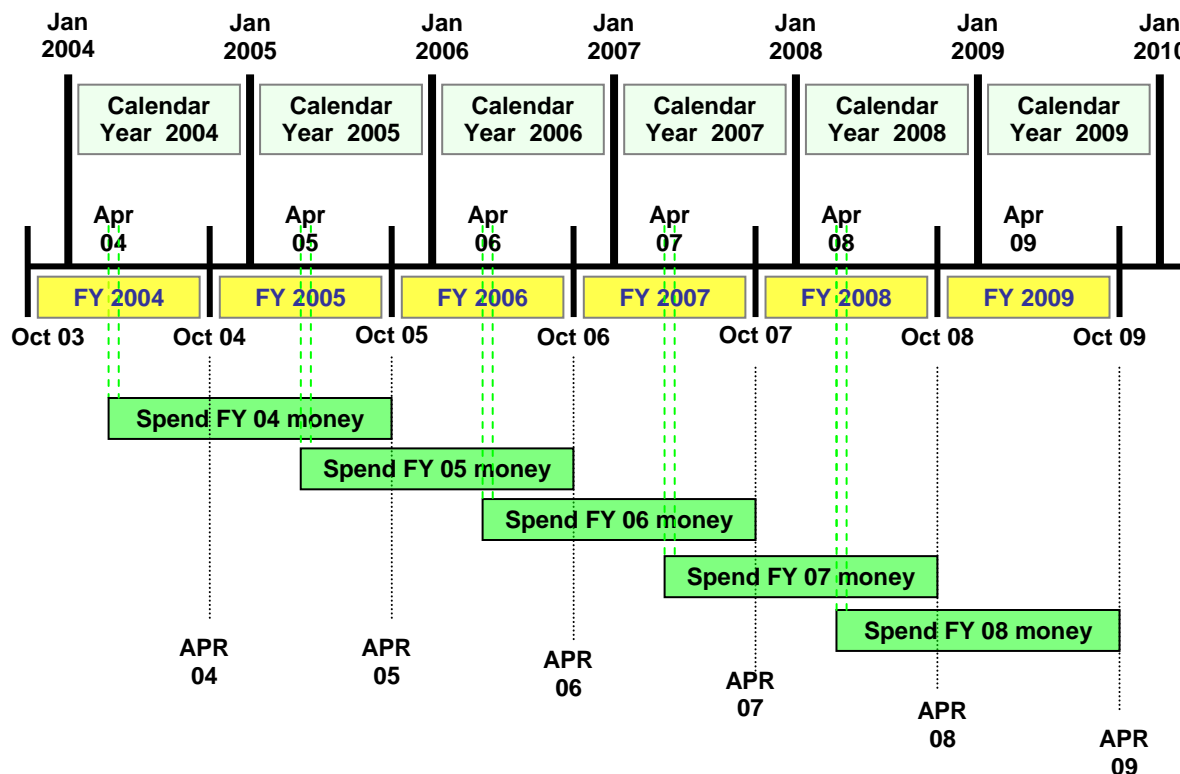 Jan
2004
Jan
2005
Jan
2006
Jan
2007
Jan
2008
Jan
2009
Jan
2010
Calendar
Year 2004
Calendar
Year 2005
Calendar
Year 2006
Calendar
Year 2007
Calendar
Year 2008
Calendar
Year 2009
Apr
04
Apr
05
Apr
06
Apr
07
Apr
08
Apr
09
FY 2004
FY 2005
FY 2006
FY 2007
FY 2008
FY 2009
Oct 03
Oct 04
Oct 05
Oct 06
Oct 07
Oct 08
Oct 09
Spend FY 04 money
Spend FY 05 money
Spend FY 06 money
Spend FY 07 money
Spend FY 08 money
APR
04
APR
05
APR
06
APR
07
APR
08
APR
09